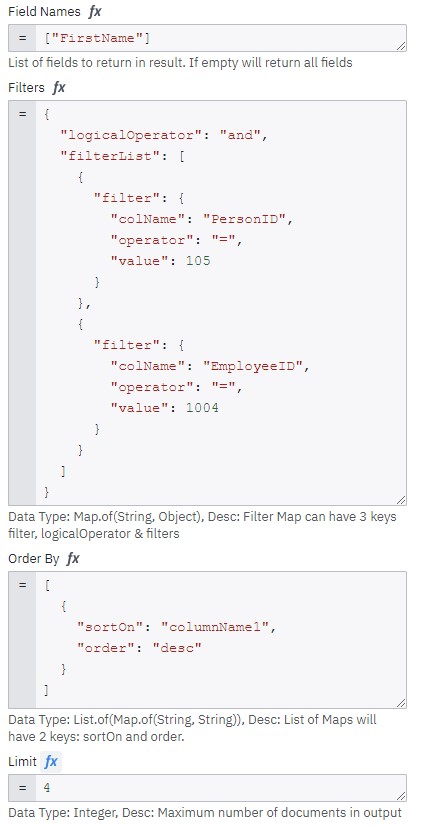 Field Names fx
= ["FirstName"]
List of fields to return in result. If empty will return all fields
Filters fx
= {
"logicalOperator": "and",
"filterList": [
{
"filter": {
"colName": "PersonID",
"operator": "=",
"value": 105
}
},
{
"filter": {
"colName": "EmployeeID",
"operator": "=",
"value": 1004
}
}
]
}
Data Type: Map.of(String, Object), Desc: Filter Map can have 3 keys
filter, logicalOperator & filters
Order By fx
= [
{
"sortOn": "columnName1",
"order": "desc"
}
]
Data Type: List.of(Map.of(String, String)), Desc: List of Maps will
have 2 keys: sortOn and order.
Limit fx
= 4
Data Type: Integer, Desc: Maximum number of documents in output